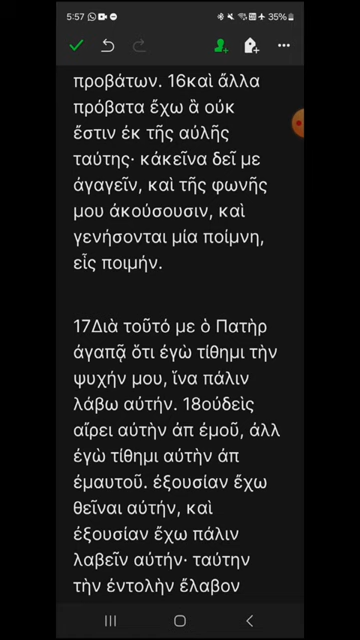 5:57
35%
προβάτων. 16καὶ ἄλλα
πρόβατα ἔχω ἃ οὐκ
ἔστιν ἐκ τῆς αὐλῆς
ταύτης· κἀκεῖνα δεῖ με
ἀγαγεῖν, καὶ τῆς φωνῆς
μου ἀκούσουσιν, καὶ
γενήσονται μία ποίμνη,
εἷς ποιμήν.
17Διὰ τοῦτό με ὁ Πατὴρ
ἀγαπᾷ ὅτι ἐγὼ τίθημι τὴν
ψυχήν μου, ἵνα πάλιν
λάβω αὐτήν. 18οὐδεὶς
αἴρει αὐτὴν ἀπ ἐμοῦ, ἀλλ
ἐγὼ τίθημι αὐτὴν ἀπ
ἐμαυτοῦ. ἐξουσίαν ἔχω
θεῖναι αὐτήν, καὶ
ἐξουσίαν ἔχω πάλιν
λαβεῖν αὐτήν· ταύτην
τὴν ἐντολὴν ἔλαβον